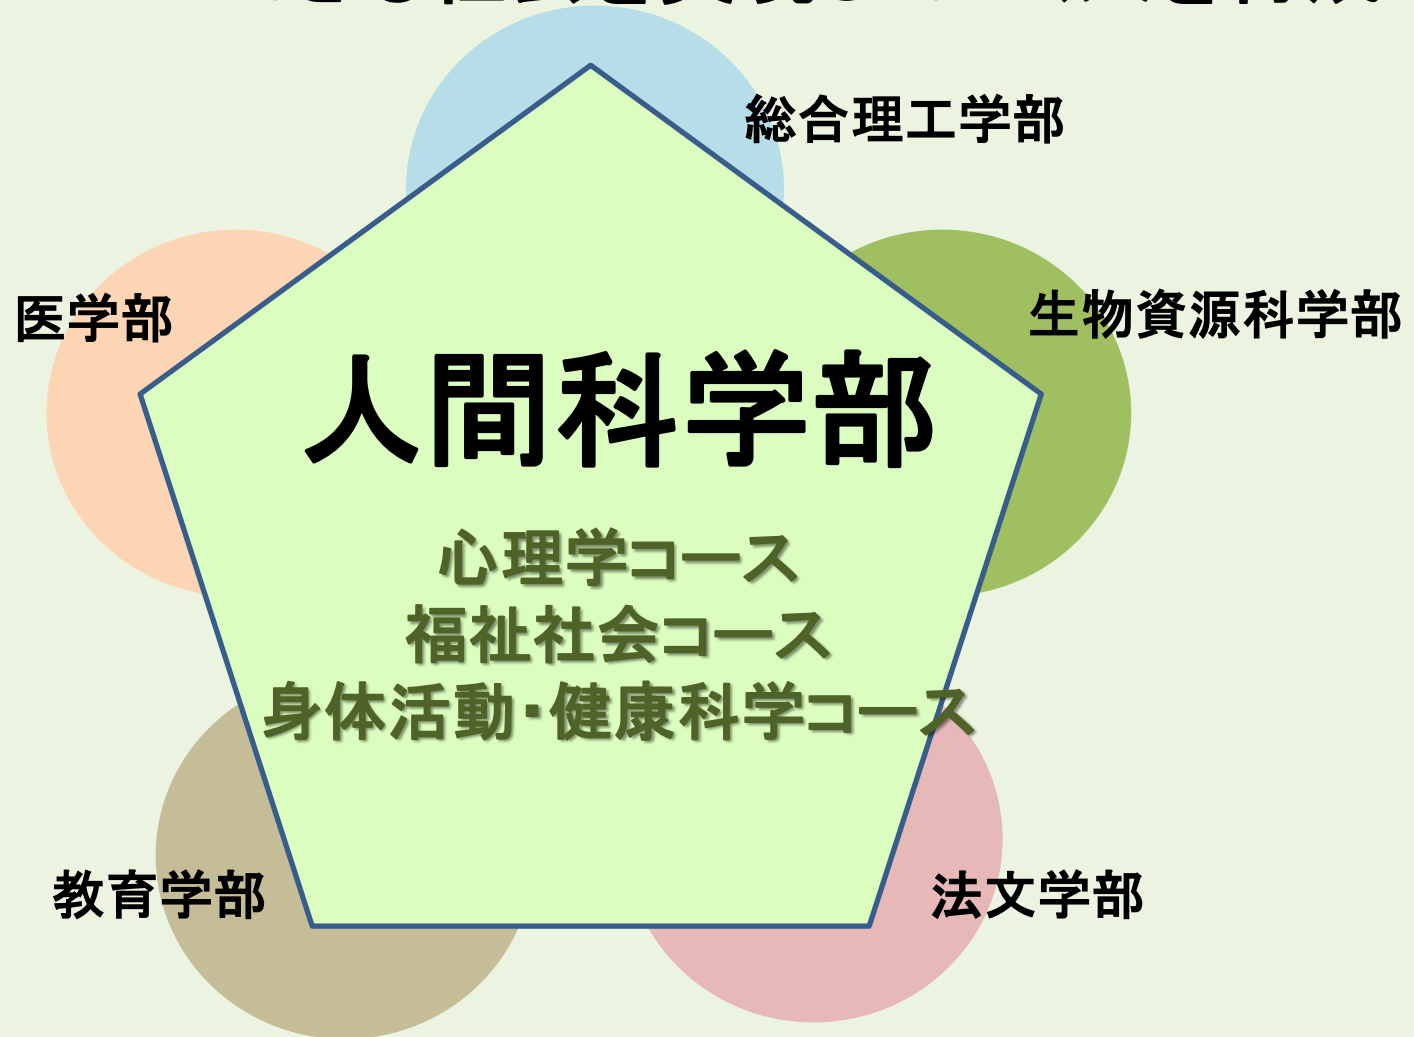 総合理工学部
医学部
生物資源科学部
人間科学部
心理学コース
福祉社会コース
身体活動・健康科学コース
教育学部
法文学部